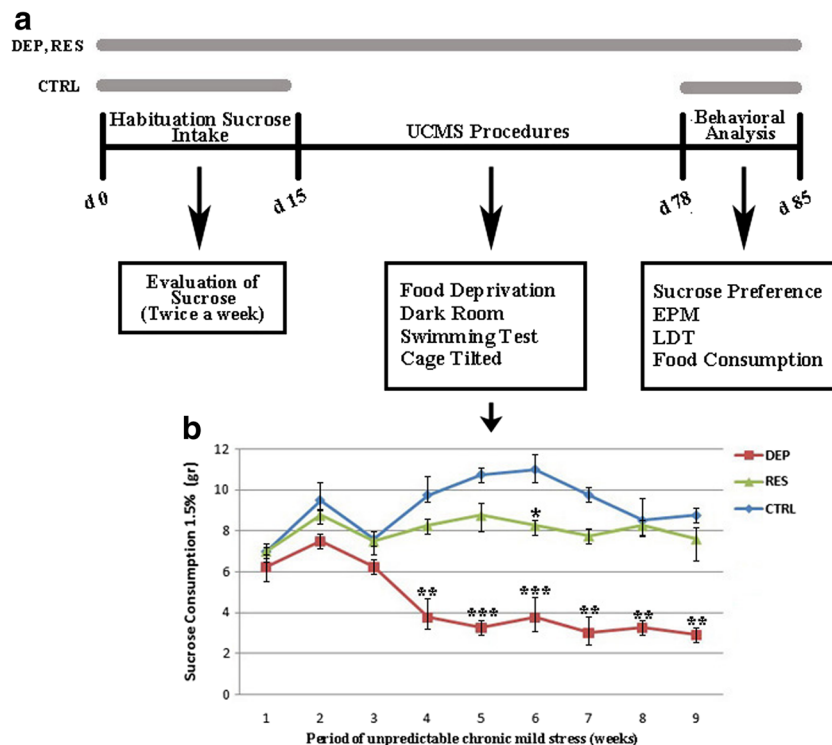 a
DEP, RES
CTRL
Habituation Sucrose
Intake
UCMS Procedures
Behavioral
Analysis
d 0
d 15
d 78
d 85
Evaluation of
Sucrose
(Twice a week)
Food Deprivation
Dark Room
Swimming Test
Cage Tilted
Sucrose Preference
EPM
LDT
Food Consumption
b
Sucrose Consumption 1.5% (gr)
12
10
8
6
4
2
0
*
**
***
***
**
**
**
DEP
RES
CTRL
1 2 3 4 5 6 7 8 9
Period of unpredictable chronic mild stress (weeks)